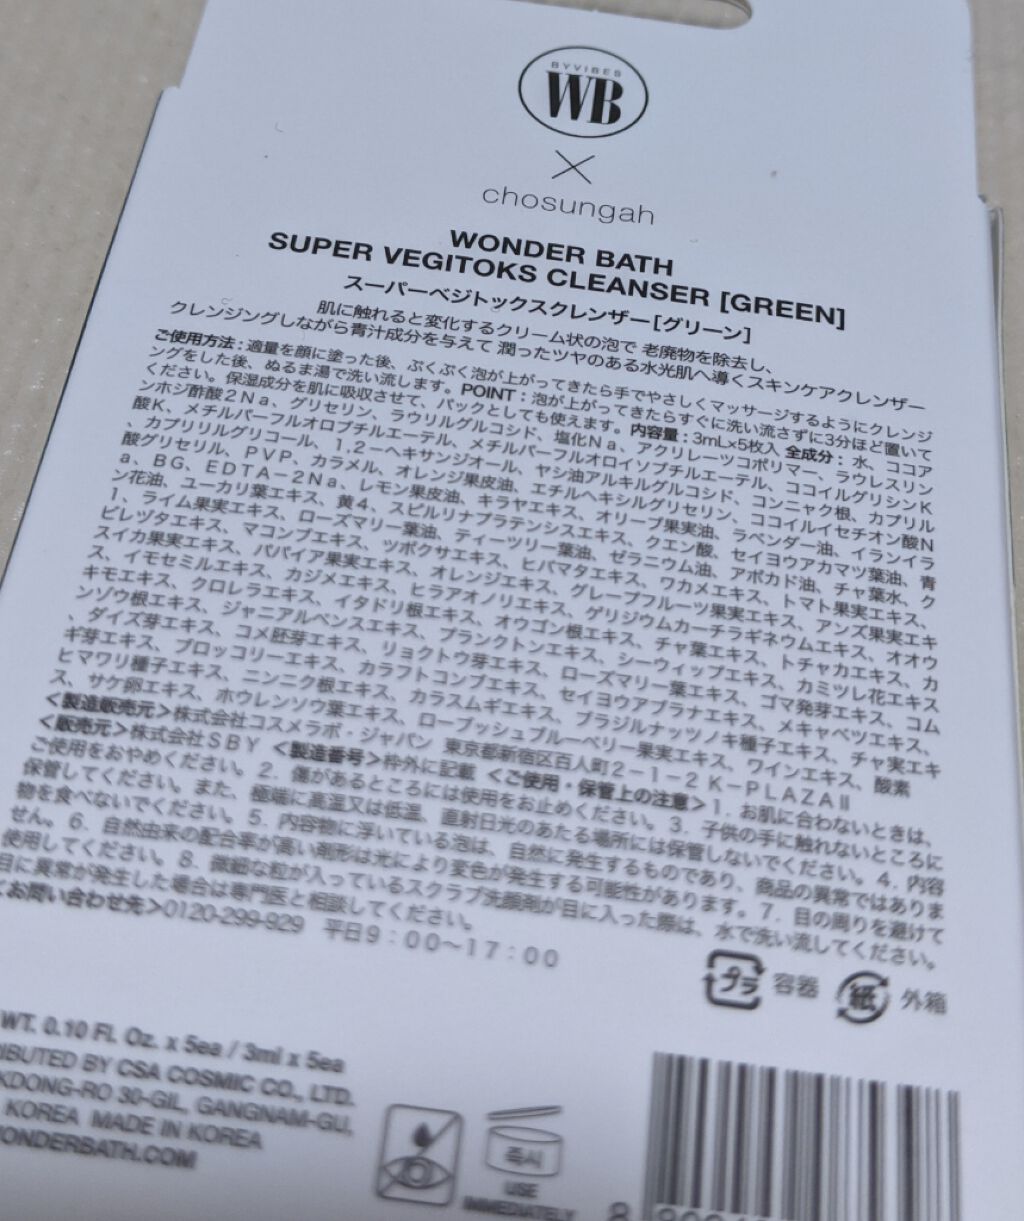 BYVIBES
WB
×
chosungah
WONDER BATH
SUPER VEGITOKS CLEANSER [GREEN]
スーパーベジトックスクレンザー[グリーン]
肌に触れると変化するクリーム状の泡で 老廃物を除去し、
クレンジングしながら青汁成分を与えて 潤ったツヤのある水光肌へ導くスキンケアクレンザー
ご使用方法：適量を顔に塗った後、ぷくぷく泡が上がってきたら手でやさしくマッサージするようにクレンジ
ングをした後、ぬるま湯で洗い流します。POINT：泡が上がってきたらすぐに洗い流さずに3分ほど置いて
ください。保湿成分を肌に吸収させて、パックとしても使えます。内容量：3mL×5枚入 全成分：水、ココア
ンホジ酢酸２Ｎａ、グリセリン、ラウリルグルコシド、塩化Ｎａ、アクリレーツコポリマー、ラウレスリン
酸Ｋ、メチルパーフルオロブチルエーテル、メチルパーフルオロイソブチルエーテル、ココイルグリシンＫ
、カプリリルグリコール、１,２－ヘキサンジオール、ヤシ油アルキルグルコシド、コンニャク根、カプリル
酸グリセリル、ＰＶＰ、カラメル、オレンジ果皮油、エチルヘキシルグリセリン、ココイルイセチオン酸Ｎ
ａ、ＢＧ、ＥＤＴＡ－２Ｎａ、レモン果皮油、キラヤエキス、オリーブ果実油、ラベンダー油、イランイラ
ン花油、ユーカリ葉エキス、黄４、スピルリナプラテンシスエキス、クエン酸、セイヨウアカマツ葉油、青
１、ライム果実エキス、ローズマリー葉油、ティーツリー葉油、ゼラニウム油、アボカド油、チャ葉水、ク
ビレヅタエキス、マコンブエキス、ツボクサエキス、ヒバマタエキス、ワカメエキス、トマト果実エキス、
スイカ果実エキス、パパイア果実エキス、オレンジエキス、グレープフルーツ果実エキス、アンズ果実エキ
ス、イモセミルエキス、カジメエキス、ヒラアオノリエキス、ゲリジウムカーチラギネウムエキス、オオウ
キモエキス、クロレラエキス、イタドリ根エキス、オウゴン根エキス、チャ葉エキス、トチャカエキス、カ
ンゾウ根エキス、ジャニアルベンスエキス、プランクトンエキス、シーウィップエキス、カミツレ花エキス
、ダイズ芽エキス、コメ胚芽エキス、リョクトウ芽エキス、ローズマリー葉エキス、ゴマ発芽エキス、コム
ギ芽エキス、ブロッコリーエキス、カラフトコンブエキス、セイヨウアブラナエキス、メキャベツエキス、
ヒマワリ種子エキス、ニンニク根エキス、カラスムギエキス、ブラジルナッツノキ種子エキス、チャ実エキ
ス、サケ卵エキス、ホウレンソウ葉エキス、ローブッシュブルーベリー果実エキス、ワインエキス、酸素
＜製造販売元＞株式会社コスメラボ・ジャパン 東京都新宿区百人町２－１－２ Ｋ－ＰＬＡＺＡⅡ
＜販売元＞株式会社ＳＢＹ ＜製造番号＞枠外に記載 ＜ご使用・保管上の注意＞１．お肌に合わないときは、
ご使用をおやめください。２．傷があるところには使用をお止めください。３．子供の手に触れないところに
保管してください。また、極端に高温又は低温、直射日光のあたる場所には保管しないでください。４．内容
物を食べないでください。５．内容物に浮いている泡は、自然に発生するものであり、商品の異常ではありま
せん。６．自然由来の配合率が高い剤形は光により変色が発生する可能性があります。７．目の周りを避けて
使用してください。８．微細な粒が入っているスクラブ洗顔剤が目に入った際は、水で洗い流してください。
目に異常が発生した場合は専門医と相談してください。
お問い合わせ先＞0120-299-929 平日９：００～１７：００
プラ 容器 紙 外箱
WT. 0.10 Fl. Oz. x 5ea / 3ml x 5ea
IBUTED BY CSA COSMIC CO., LTD.
KDONG-RO 30-GIL, GANGNAM-GU,
KOREA MADE IN KOREA
ONDERBATH.COM
즉시
USE
IMMEDIATELY